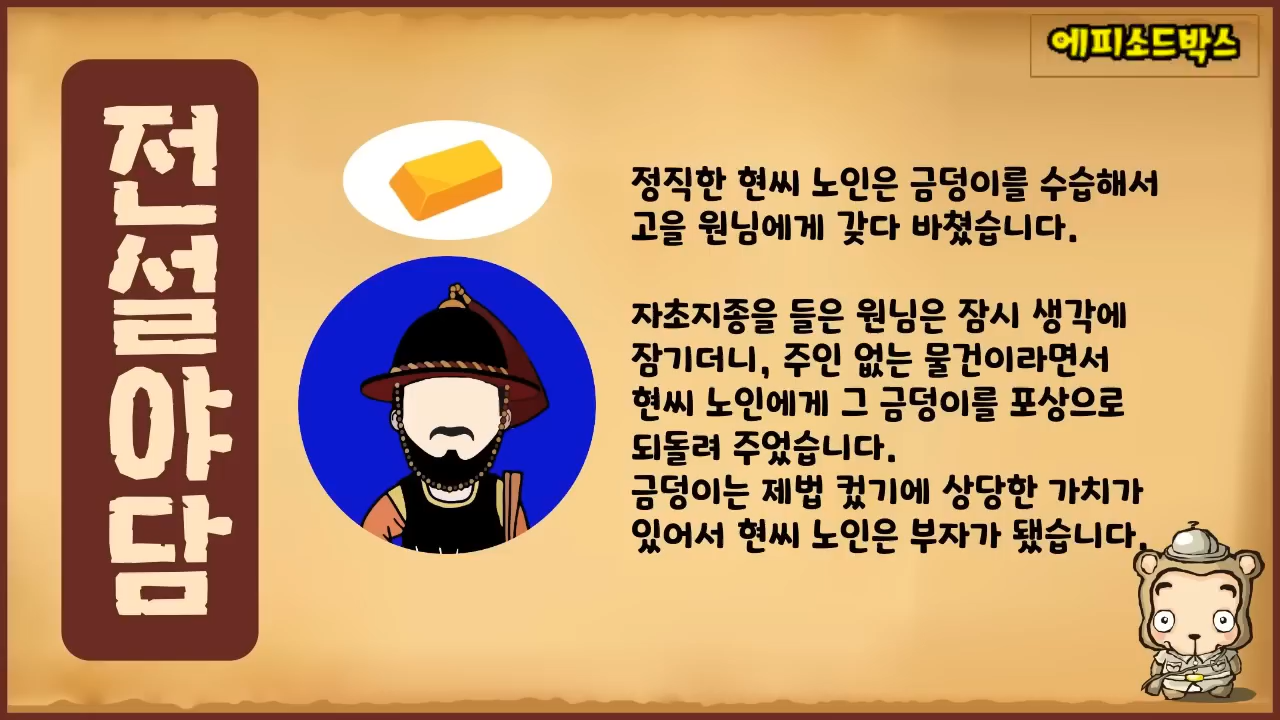 에피소드박스
전설야담
정직한 현씨 노인은 금덩이를 수습해서
고을 원님에게 갖다 바쳤습니다.
자초지종을 들은 원님은 잠시 생각에
잠기더니, 주인 없는 물건이라면서
현씨 노인에게 그 금덩이를 포상으로
되돌려 주었습니다.
금덩이는 제법 컸기에 상당한 가치가
있어서 현씨 노인은 부자가 됐습니다.